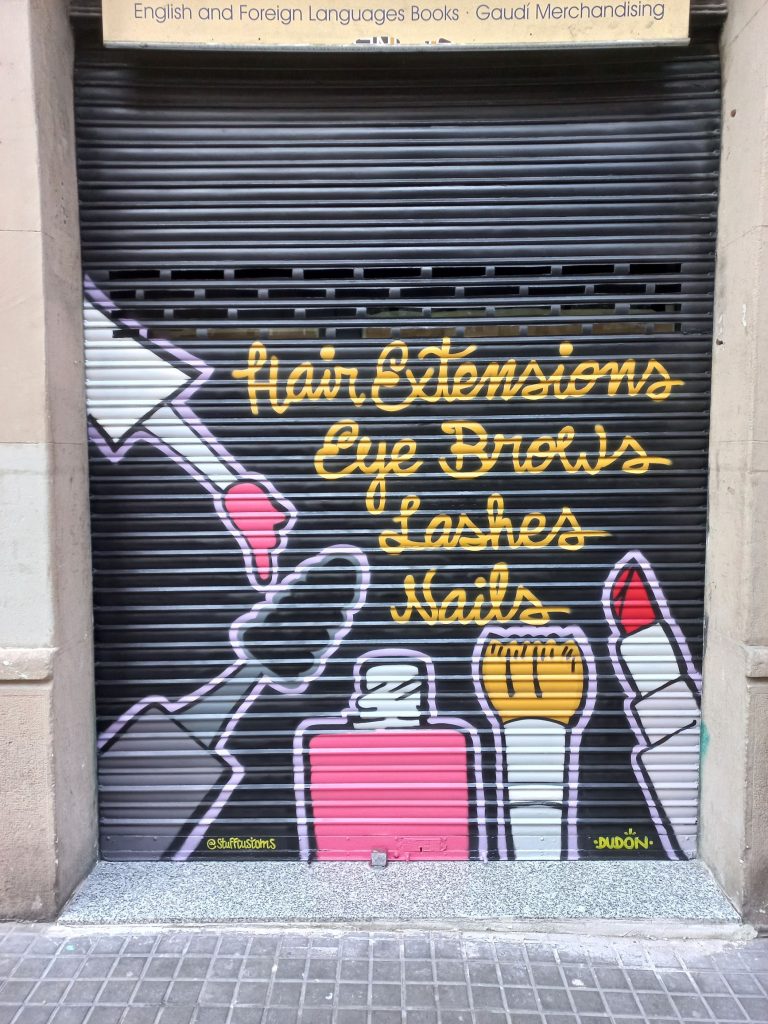 English and Foreign Languages Books · Gaudí Merchandising
Hair Extensions
Eye Brows
Lashes
Nails
@stuffcustoms
·DUDON·